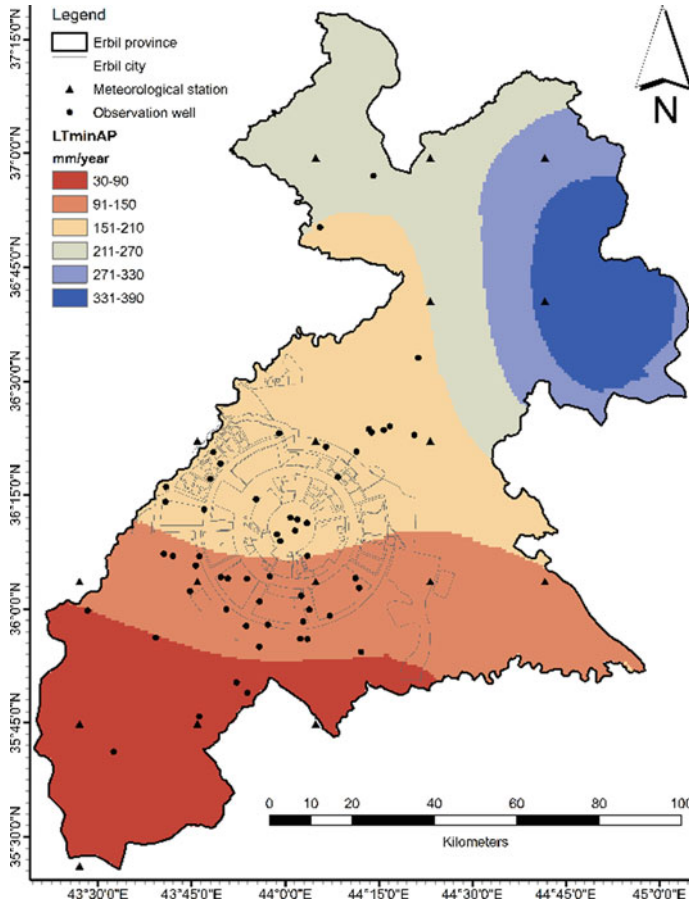 Legend
Erbil province
Erbil city
Meteorological station
Observation well
LTminAP
mm/year
30-90
91-150
151-210
211-270
271-330
331-390
N
37°15'0"N
37°0'0"N
36°45'0"N
36°30'0"N
36°15'0"N
36°0'0"N
35°45'0"N
35°30'0"N
0 10 20 40 60 80 100
Kilometers
43°30'0"E 43°45'0"E 44°0'0"E 44°15'0"E 44°30'0"E 44°45'0"E 45°0'0"E